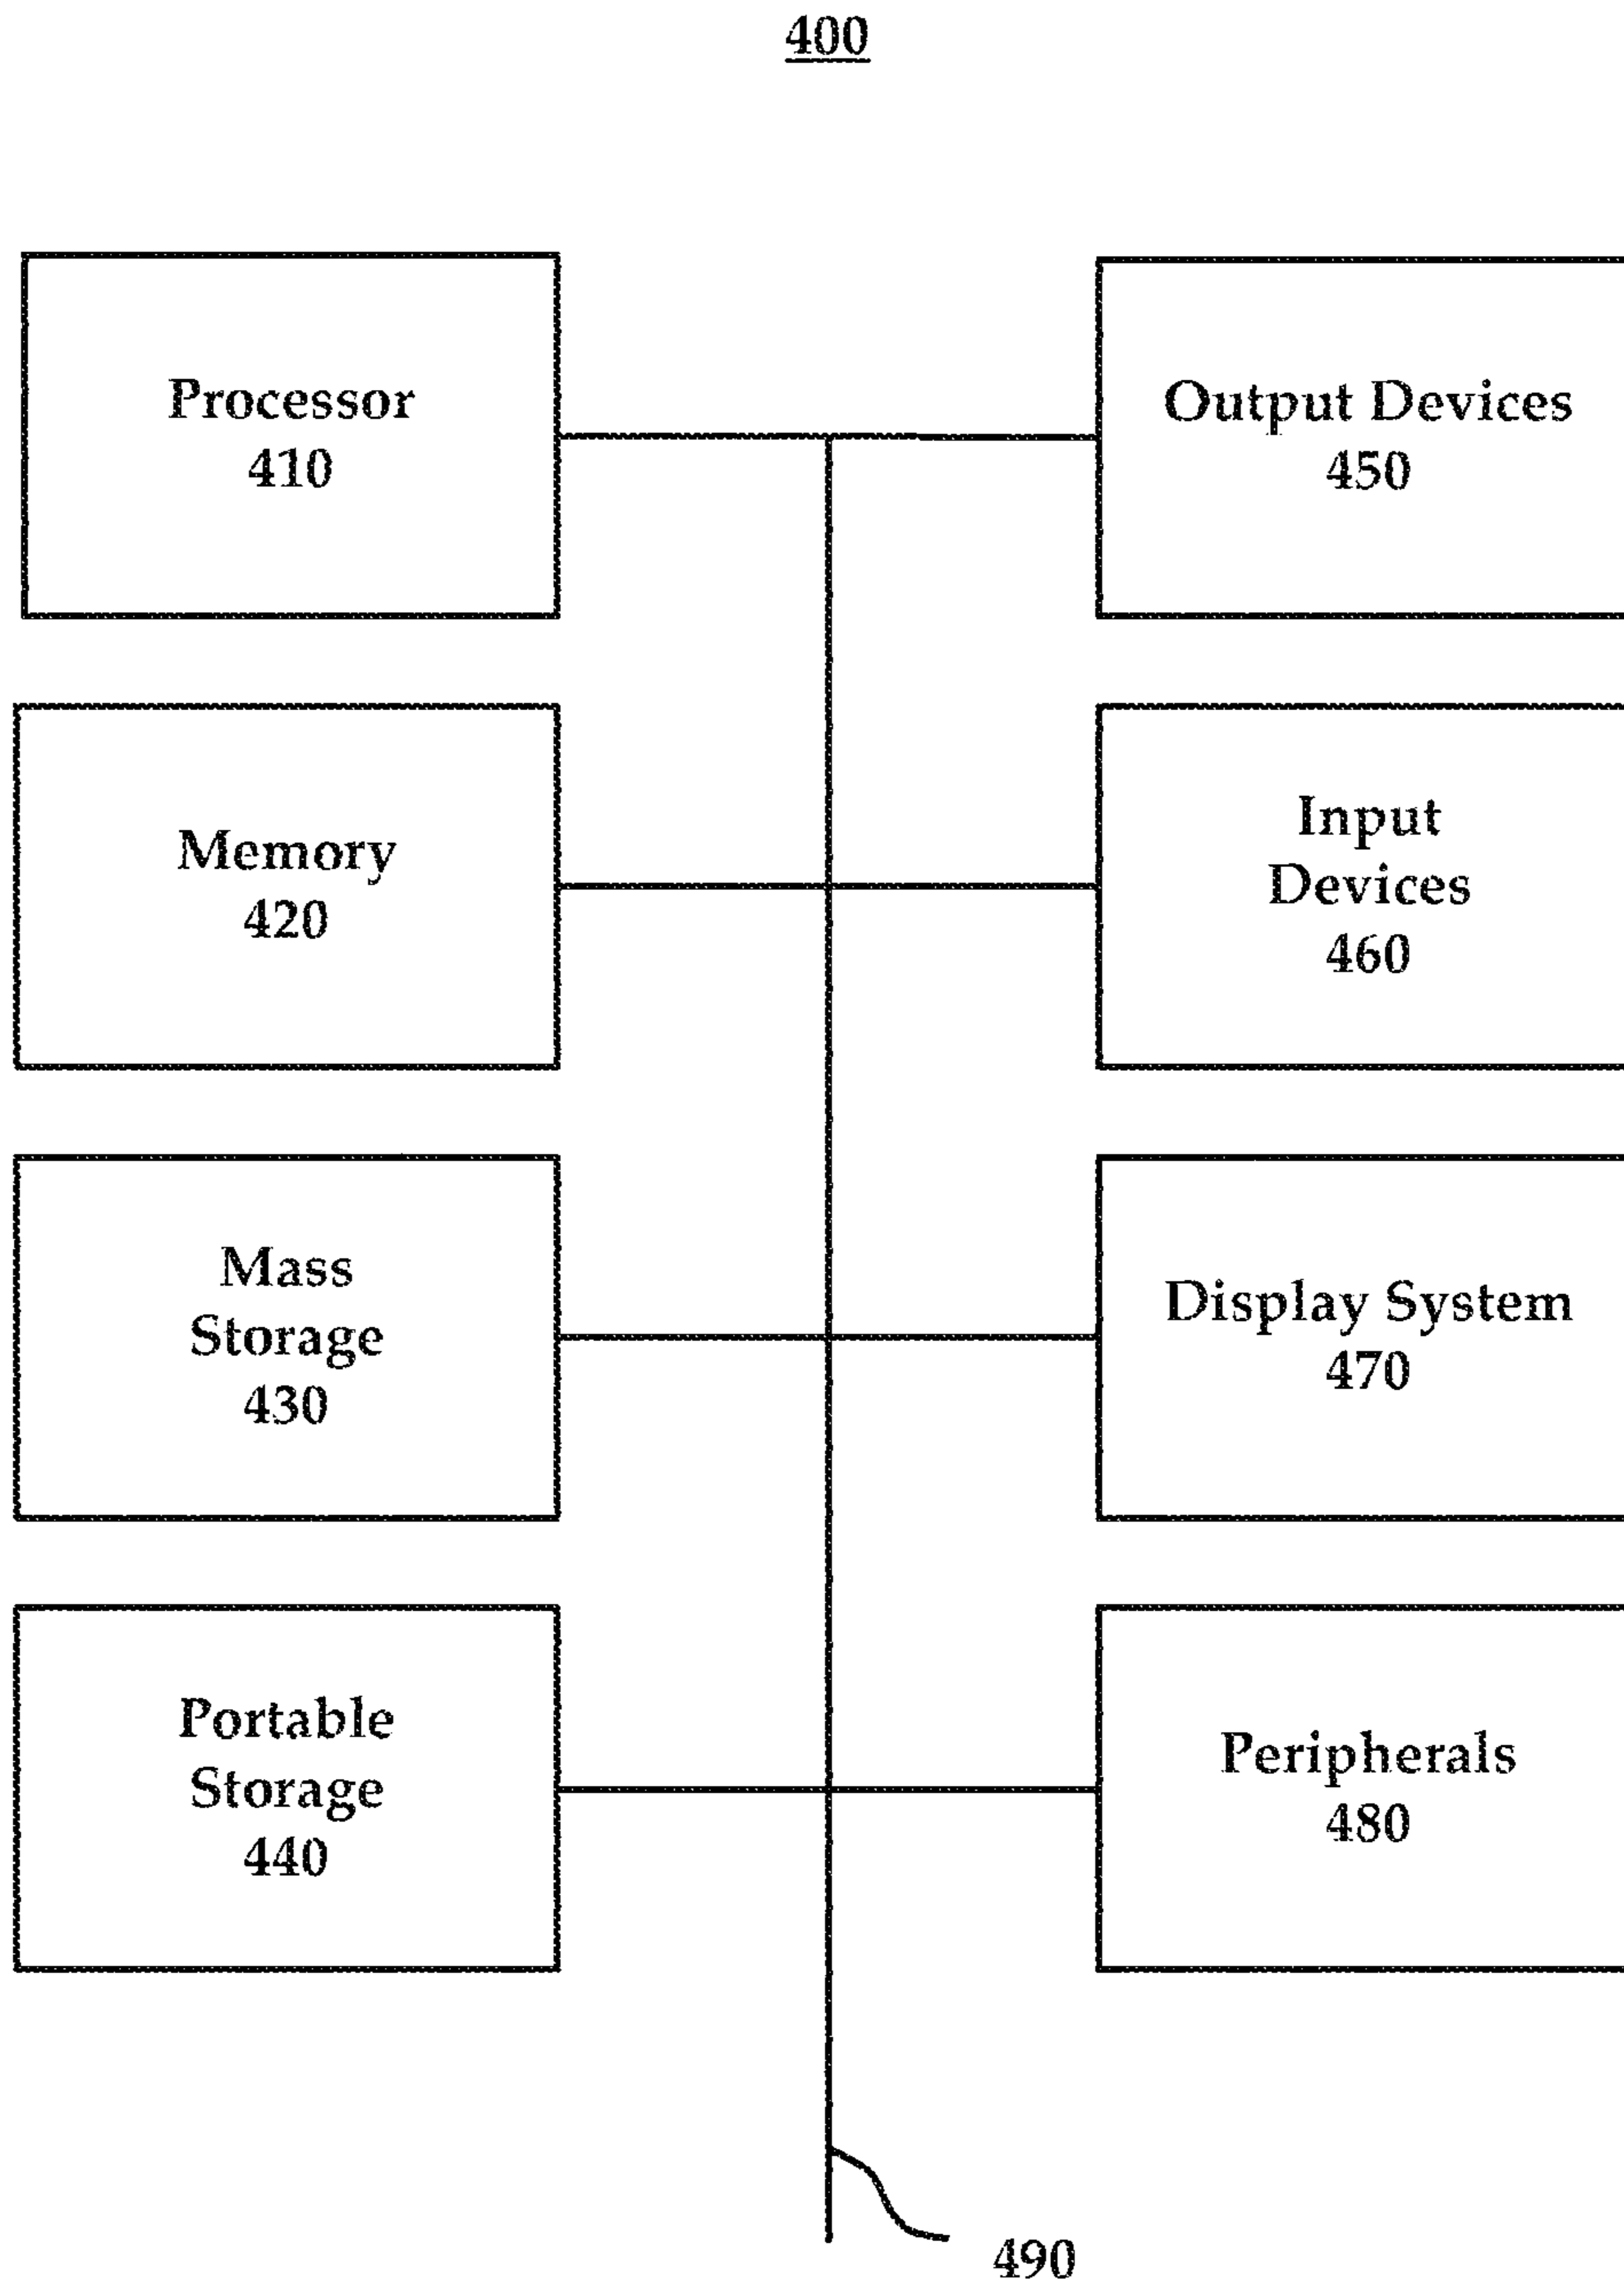 400
Processor
410
Output Devices
450
Memory
420
Input
Devices
460
Mass
Storage
430
Display System
470
Portable
Storage
440
Peripherals
480
490